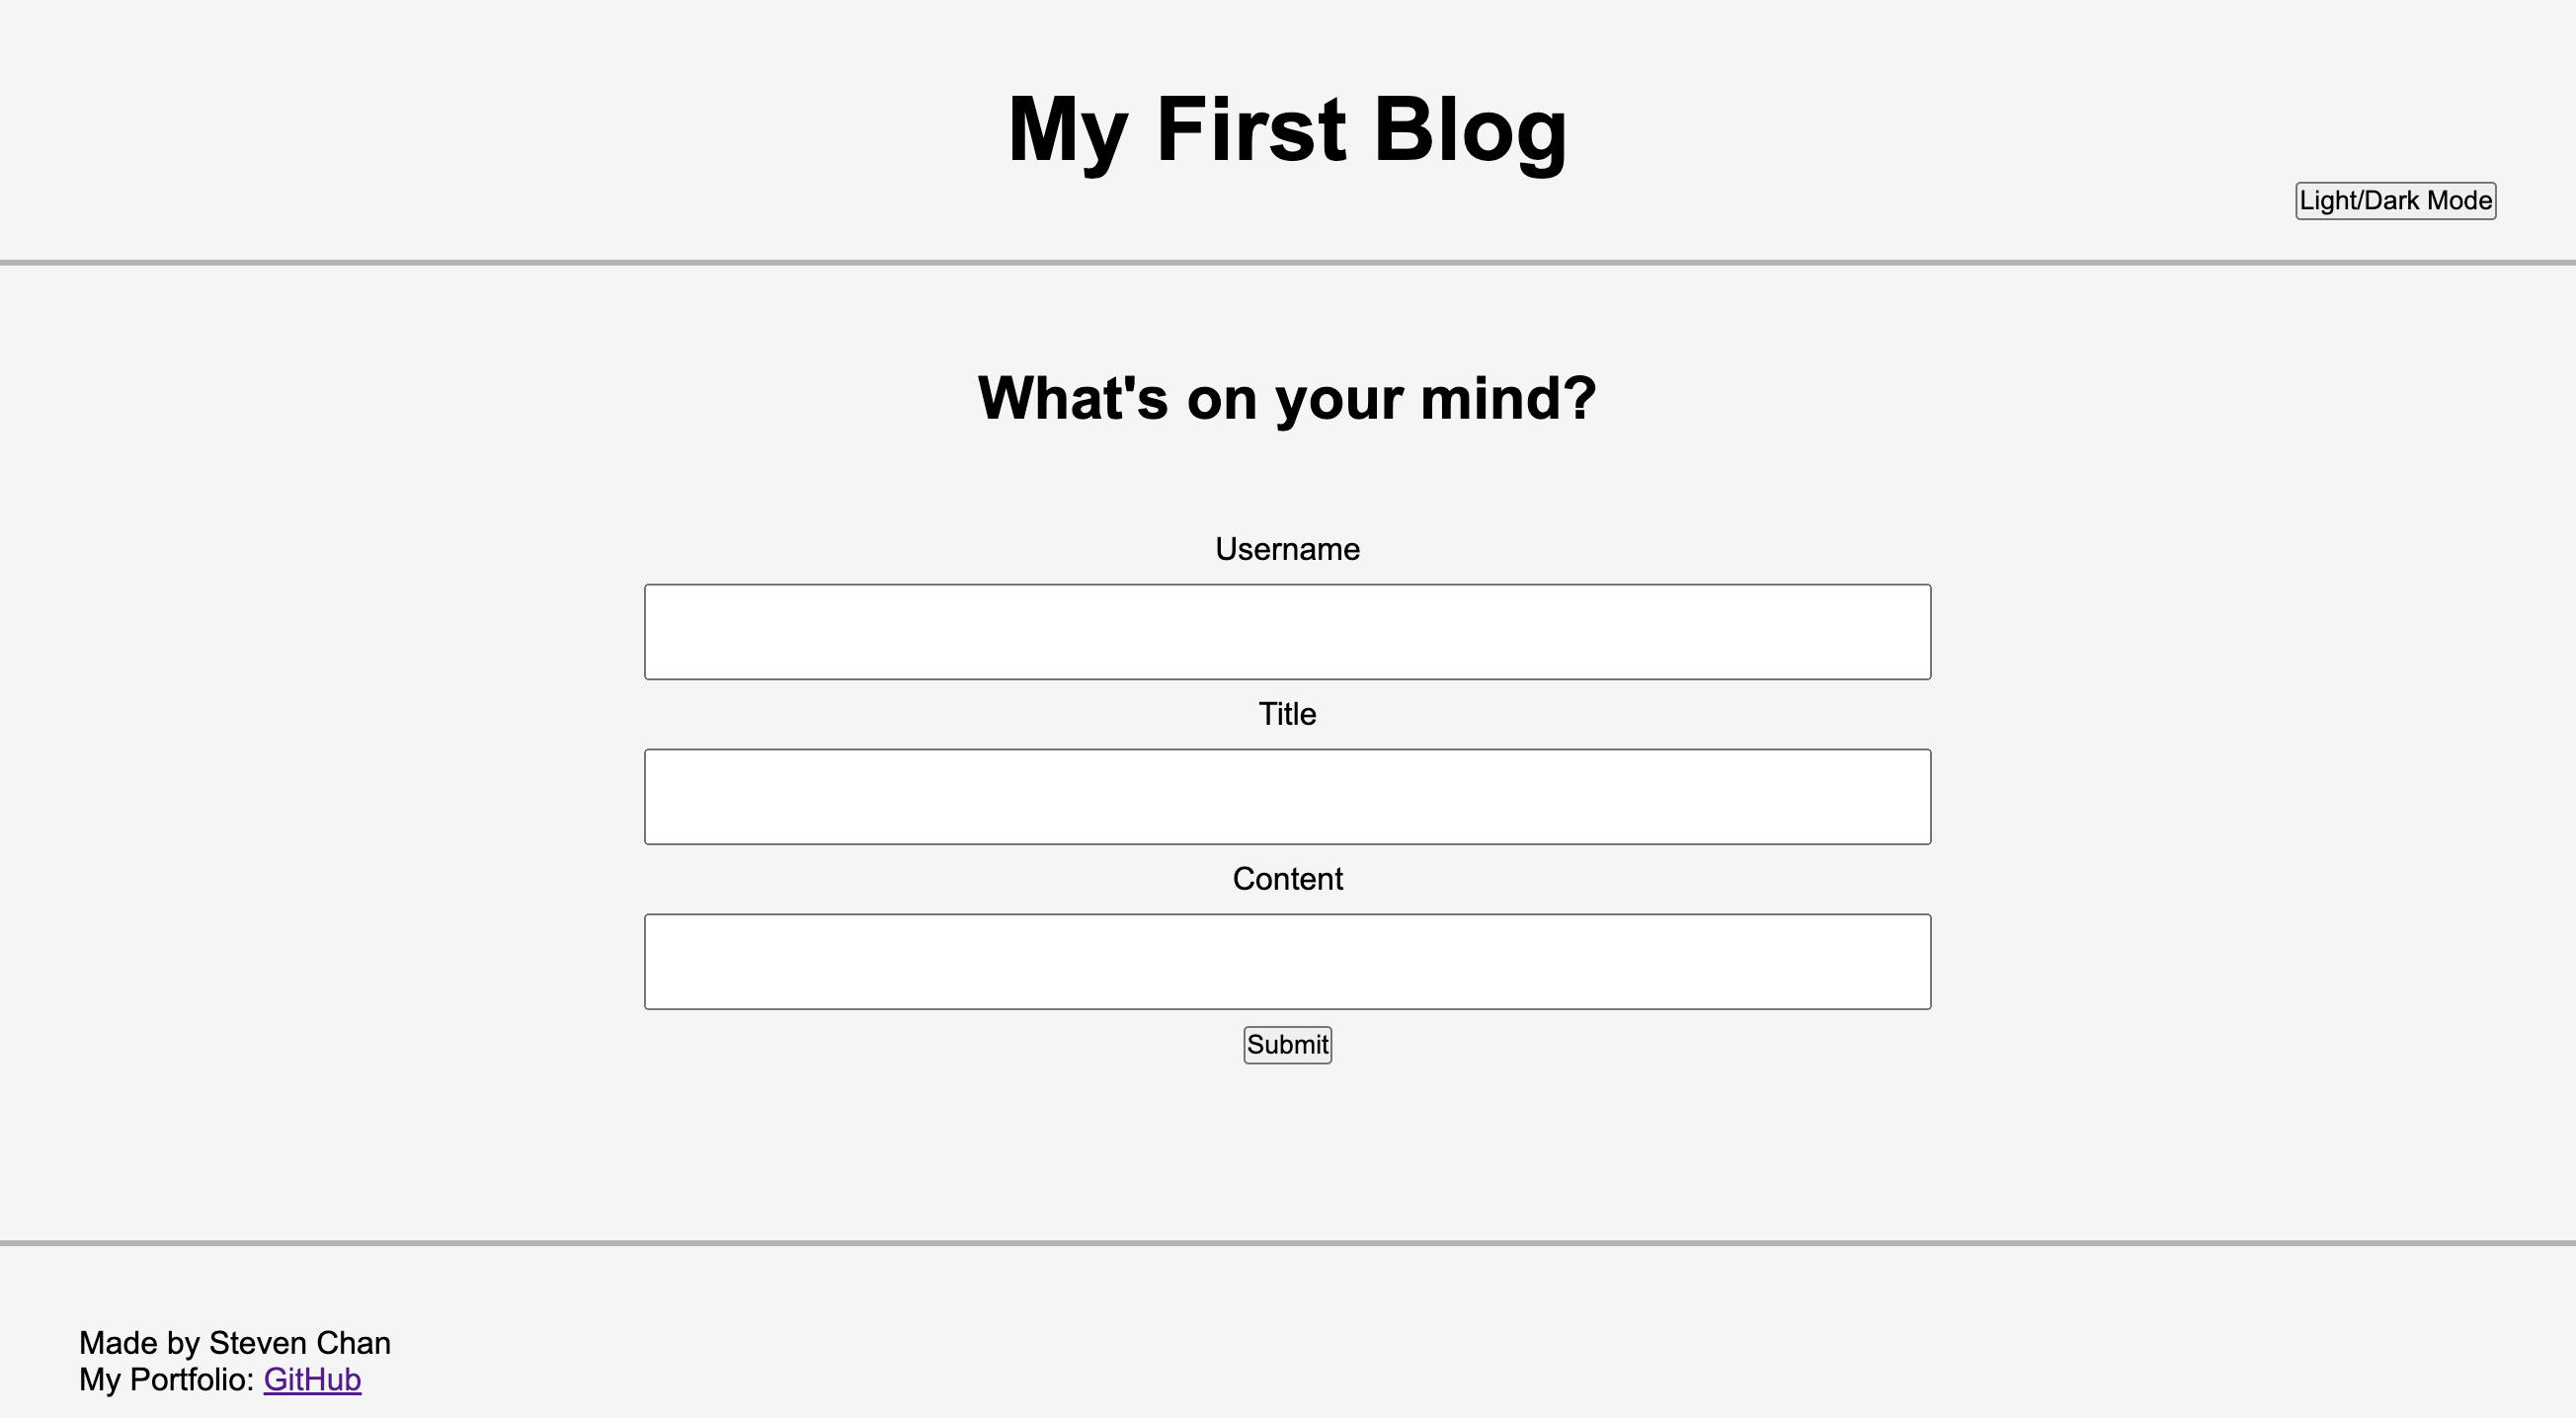 My First Blog
Light/Dark Mode
What's on your mind?
Username
Title
Content
Submit
Made by Steven Chan
My Portfolio: GitHub